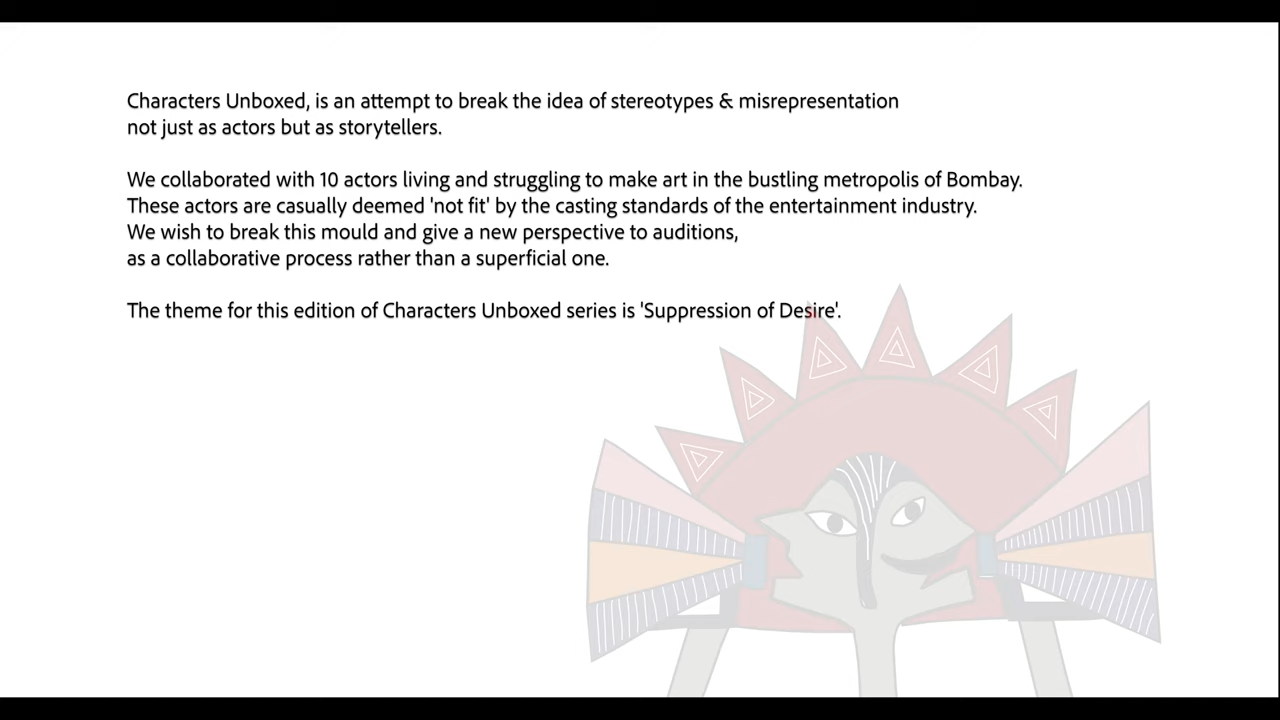 Characters Unboxed, is an attempt to break the idea of stereotypes & misrepresentation
not just as actors but as storytellers.
We collaborated with 10 actors living and struggling to make art in the bustling metropolis of Bombay.
These actors are casually deemed 'not fit' by the casting standards of the entertainment industry.
We wish to break this mould and give a new perspective to auditions,
as a collaborative process rather than a superficial one.
The theme for this edition of Characters Unboxed series is 'Suppression of Desire'.